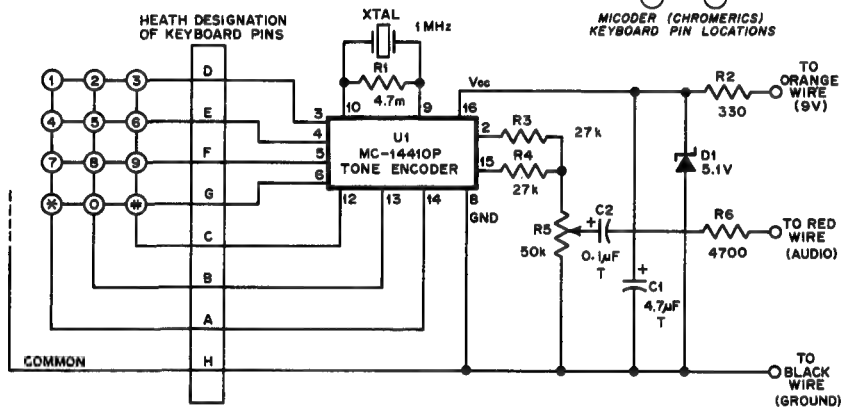 MICODER (CHROMERICS)
KEYBOARD PIN LOCATIONS
HEATH DESIGNATION
OF KEYBOARD PINS
XTAL
1 MHz
R1
4.7m
1 2 3
4 5 6
7 8 9
* 0 #
D
E
F
G
C
B
A
H
COMMON
10
9
16
3
4
5
6
2
15
12
13
14
8
U1
MC-14410P
TONE ENCODER
GND
Vcc
R3
27k
R4
27k
R5
50k
C2
+
0.1µF
T
+
C1
4.7µF
T
D1
5.1V
R2
330
R6
4700
TO
ORANGE
WIRE
(9V)
TO RED
WIRE
(AUDIO)
TO
BLACK
WIRE
(GROUND)